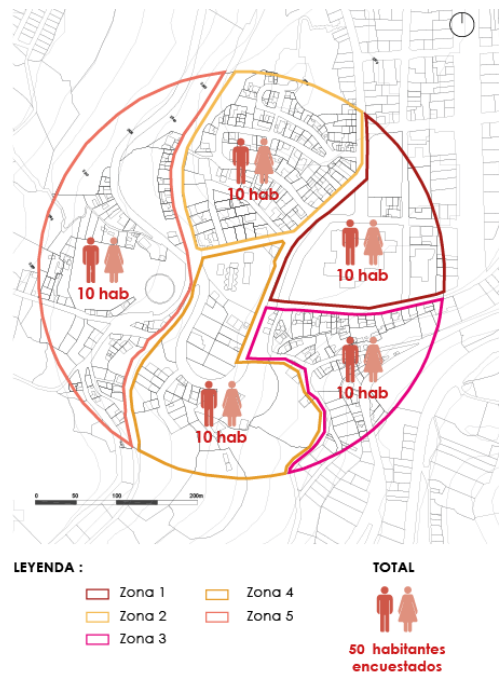 10 hab
10 hab
10 hab
10 hab
10 hab
0 50 100 200m
LEYENDA :
Zona 1
Zona 2
Zona 3
Zona 4
Zona 5
TOTAL
50 habitantes
encuestados